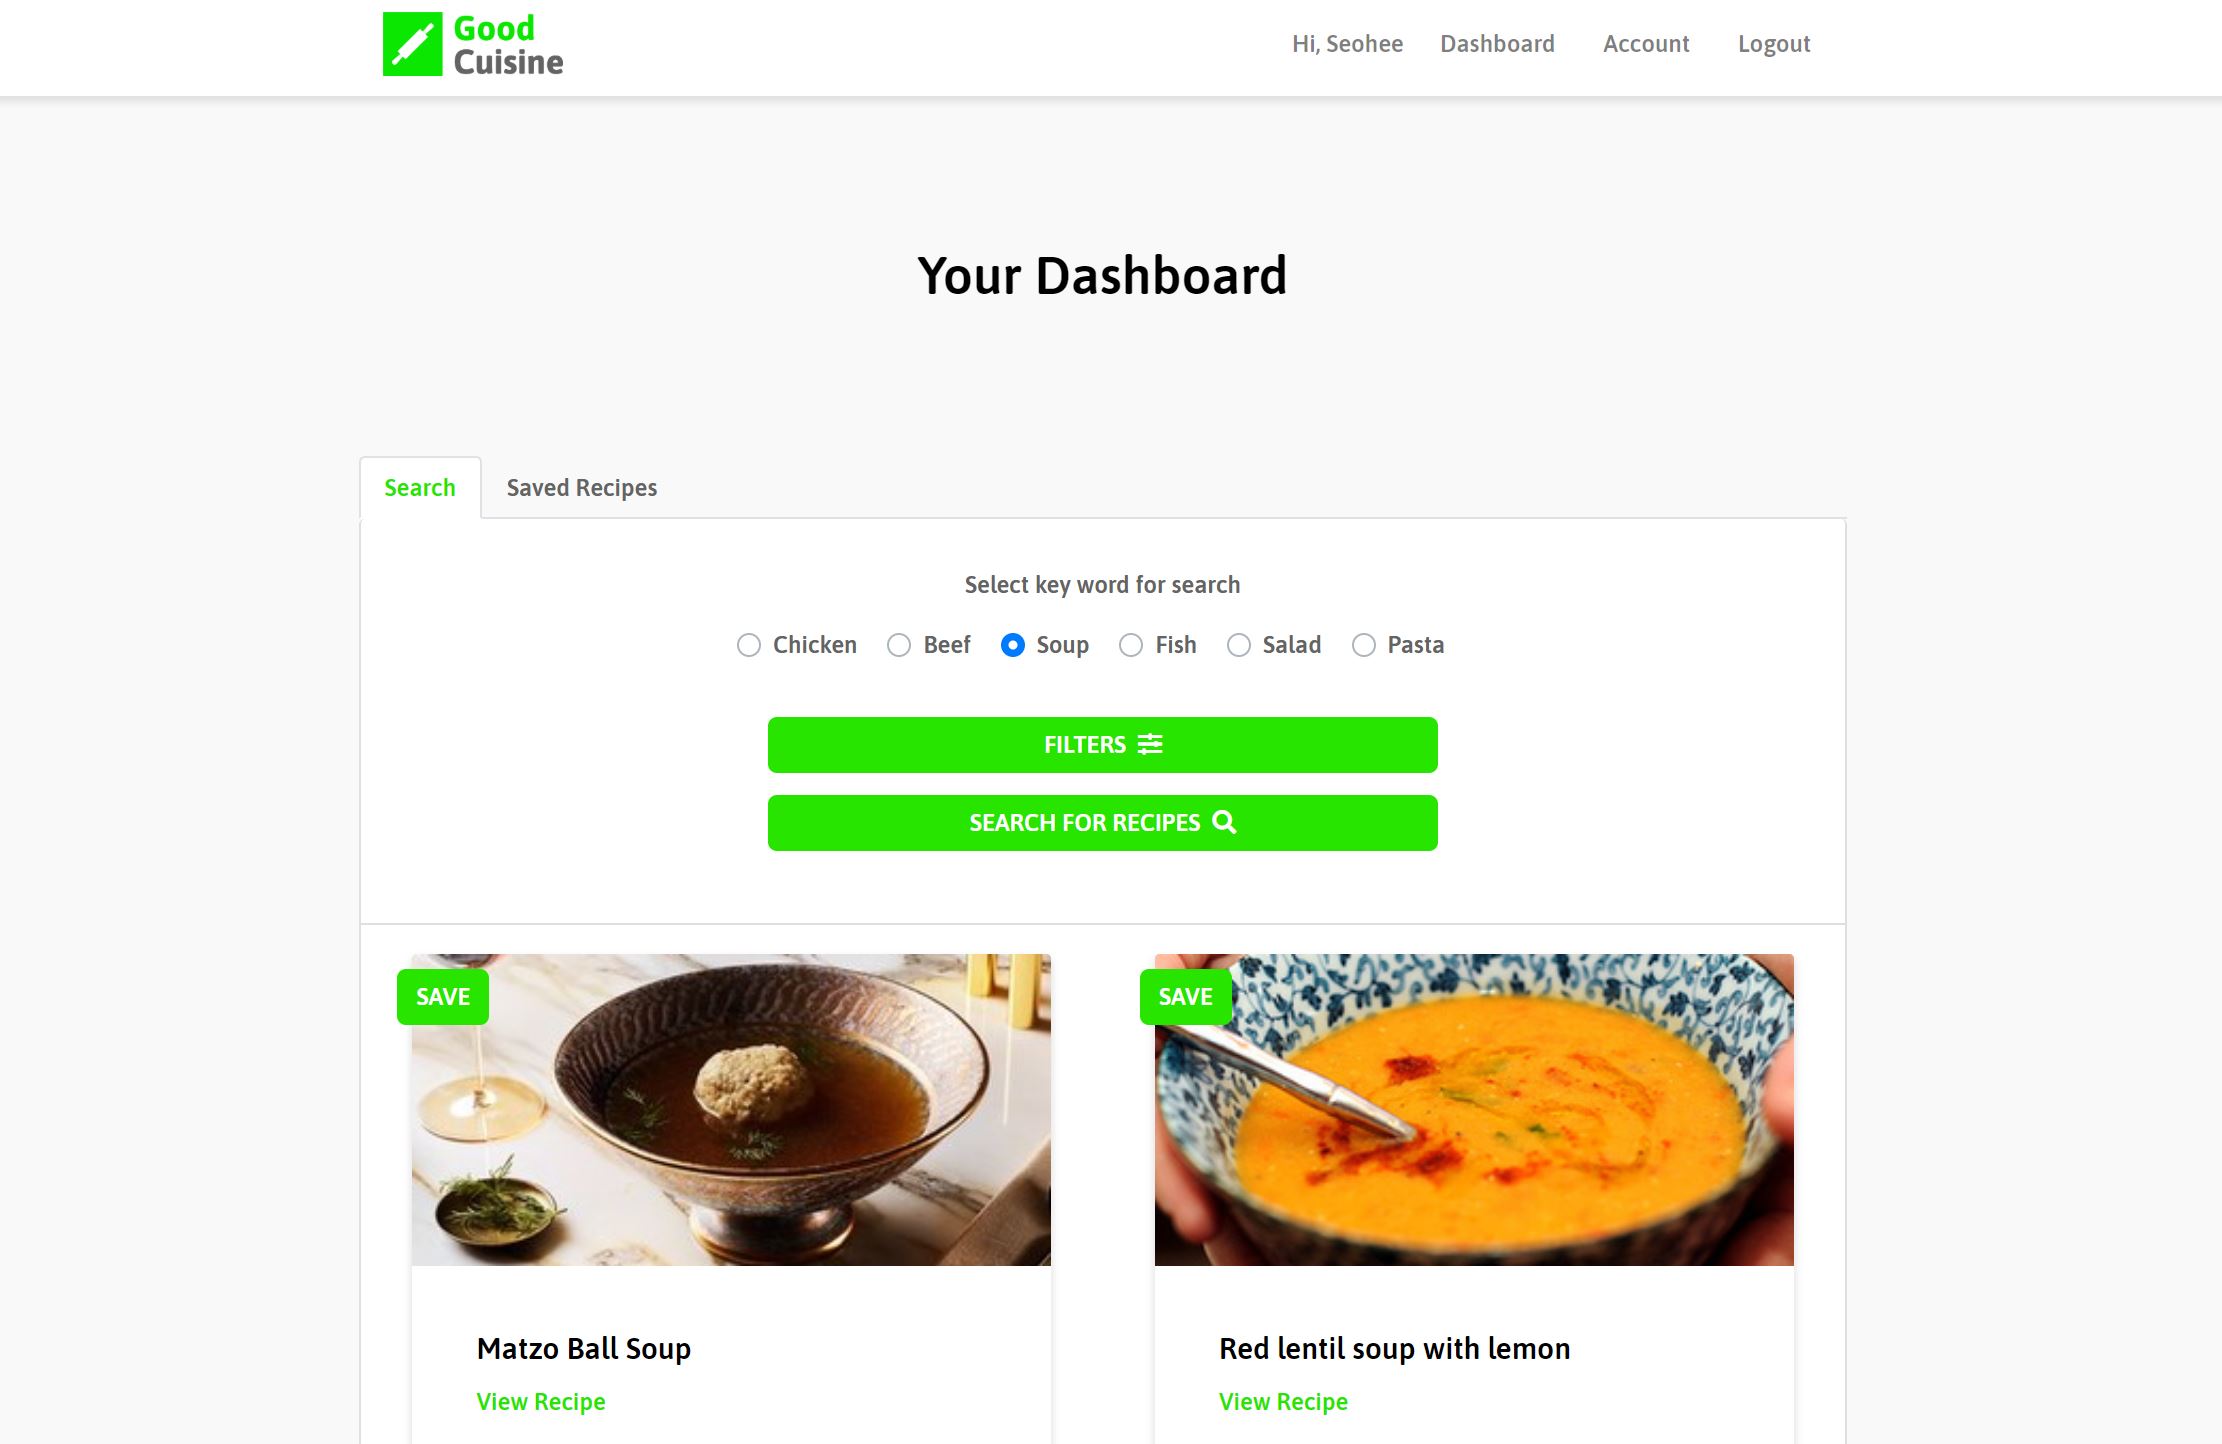 Good
Cuisine
Hi, Seohee Dashboard Account Logout
Your Dashboard
Search Saved Recipes
Select key word for search
Chicken Beef Soup Fish Salad Pasta
FILTERS
SEARCH FOR RECIPES
SAVE
SAVE
Matzo Ball Soup
View Recipe
Red lentil soup with lemon
View Recipe